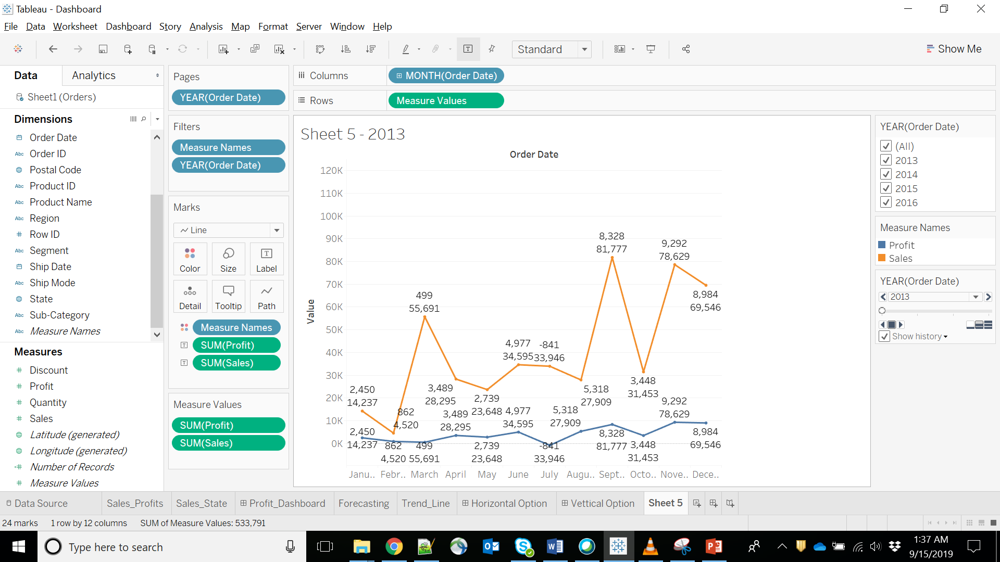 Tableau - Dashboard
File Data Worksheet Dashboard Story Analysis Map Format Server Window Help
Standard
Show Me
Data Analytics
Sheet1 (Orders)
Dimensions
Order Date
Abc Order ID
Postal Code
Abc Product ID
Abc Product Name
Abc Region
# Row ID
Abc Segment
Ship Date
Abc Ship Mode
State
Abc Sub-Category
Abc Measure Names
Measures
# Discount
# Profit
# Quantity
# Sales
Latitude (generated)
Longitude (generated)
=# Number of Records
# Measure Values
Pages
YEAR(Order Date)
Filters
Measure Names
YEAR(Order Date)
Marks
Line
Color Size Label
Detail Tooltip Path
Measure Names
SUM(Profit)
SUM(Sales)
Measure Values
SUM(Profit)
SUM(Sales)
Columns MONTH(Order Date)
Rows Measure Values
Sheet 5 - 2013
Order Date
Value
120K
110K
100K
90K
80K
70K
60K
50K
40K
30K
20K
10K
0K
2,450
14,237
862
4,520
499
55,691
3,489
28,295
2,739
23,648
4,977
34,595
-841
33,946
5,318
27,909
8,328
81,777
3,448
31,453
9,292
78,629
8,984
69,546
2,450
14,237
862
4,520
499
55,691
3,489
28,295
2,739
23,648
4,977
34,595
-841
33,946
5,318
27,909
8,328
81,777
3,448
31,453
9,292
78,629
8,984
69,546
Janu.. Febr.. March April May June July Augu.. Sept.. Octo.. Nove.. Dece..
YEAR(Order Date)
(All)
2013
2014
2015
2016
Measure Names
Profit
Sales
YEAR(Order Date)
2013
Show history
Data Source Sales_Profits Sales_State Profit_Dashboard Forecasting Trend_Line Horizontal Option Vettical Option Sheet 5
24 marks 1 row by 12 columns SUM of Measure Values: 533,791
Type here to search
1:37 AM
9/15/2019